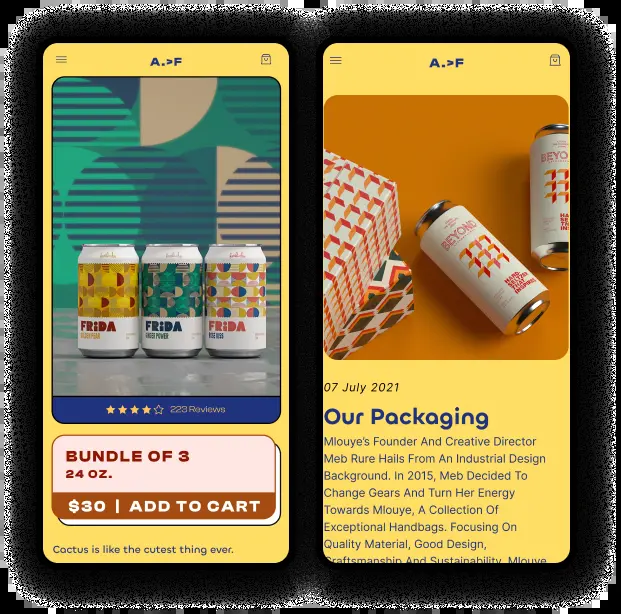 A.>F
FRiDA
FRiDA
GINGER POWER
FRiDA
ROSE KISS
223 Reviews
BUNDLE OF 3
24 OZ.
$30 | ADD TO CART
Cactus is like the cutest thing ever.
A.>F
BEYOND
BEYO
07 July 2021
Our Packaging
Mlouye's Founder And Creative Director
Meb Rure Hails From An Industrial Design
Background. In 2015, Meb Decided To
Change Gears And Turn Her Energy
Towards Mlouye, A Collection Of
Exceptional Handbags. Focusing On
Quality Material, Good Design,
Craftsmanship And Sustainability, Mlouye